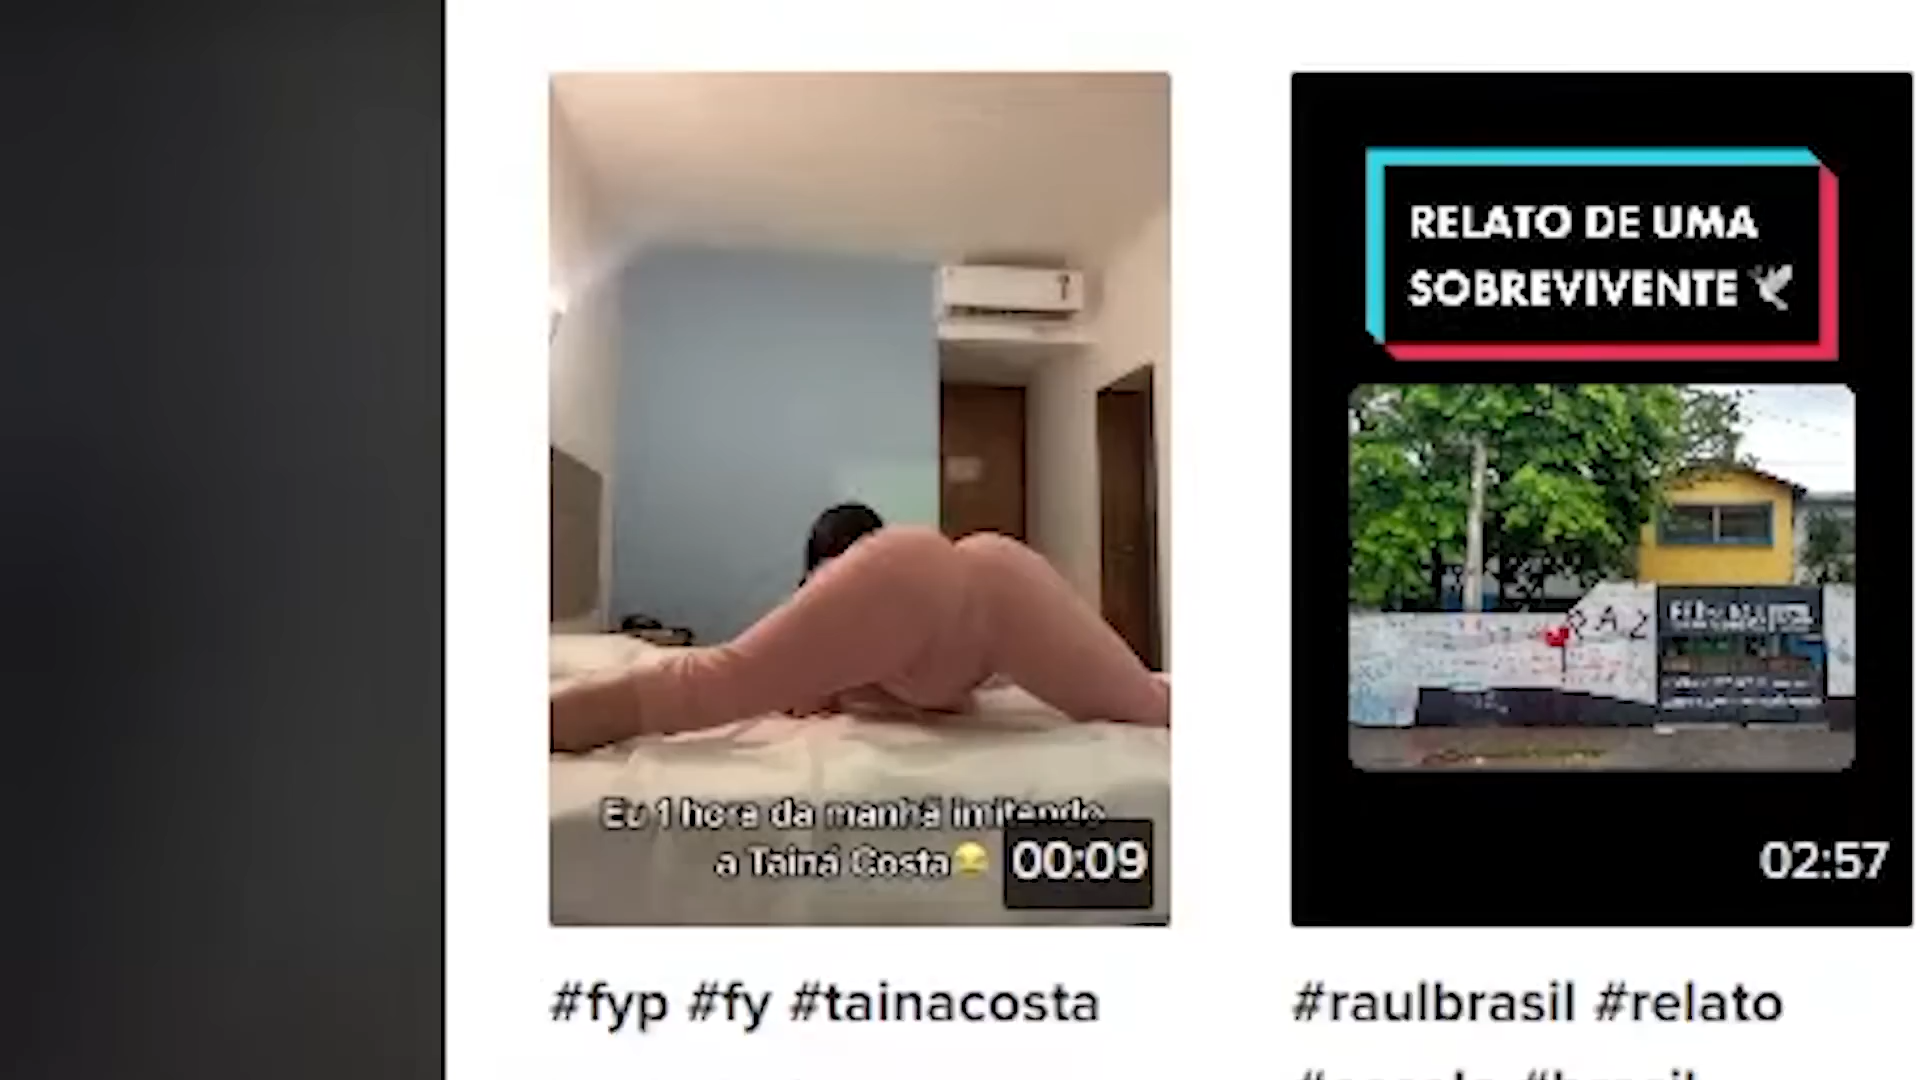 Eu 1 hora da manhã imitando
a Tainá Costa😂
00:09
#fyp #fy #tainacosta
RELATO DE UMA
SOBREVIVENTE 🕊
PAZ
02:57
#raulbrasil #relato